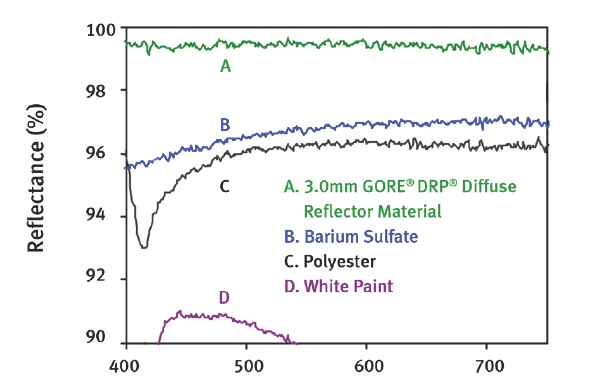 100
98
96
94
92
90
Reflectance (%)
A
B
C
D
A. 3.0mm GORE® DRP® Diffuse
Reflector Material
B. Barium Sulfate
C. Polyester
D. White Paint
400
500
600
700